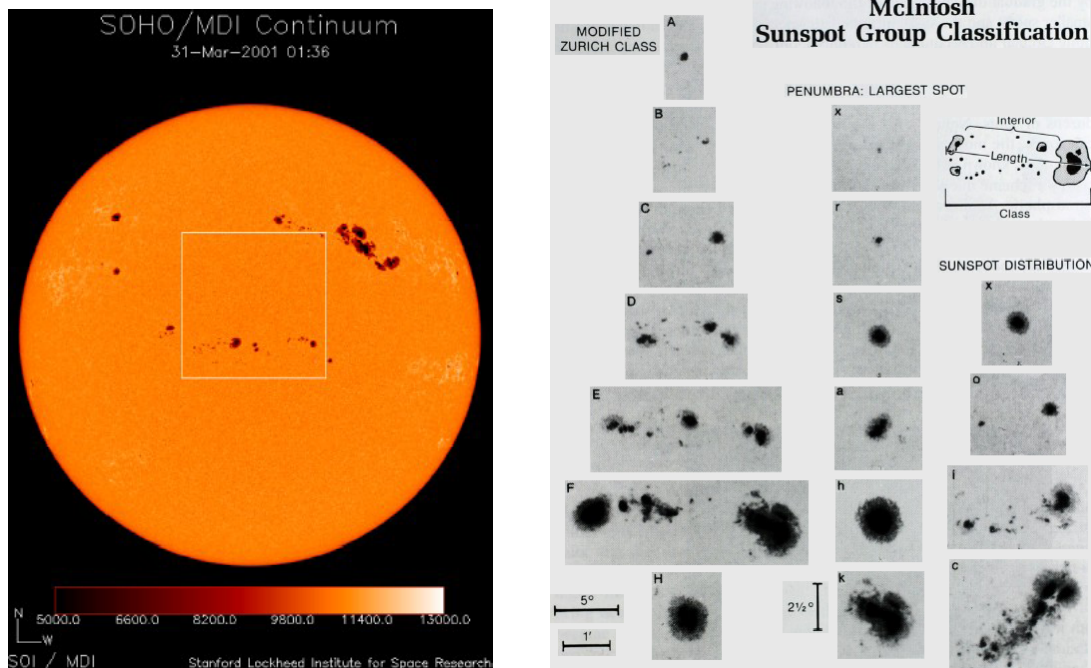 SOHO/MDI Continuum
31-Mar-2001 01:36
5000.0 6600.0 8200.0 9800.0 11400.0 13000.0
N
W
SOI / MDI
Stanford Lockheed Institute for Space Research
McIntosh
Sunspot Group Classification
MODIFIED
ZURICH CLASS
A
B
C
D
E
F
H
5°
1'
PENUMBRA: LARGEST SPOT
x
r
s
a
h
k
2½°
Interior
Length
Class
SUNSPOT DISTRIBUTION
x
o
i
c